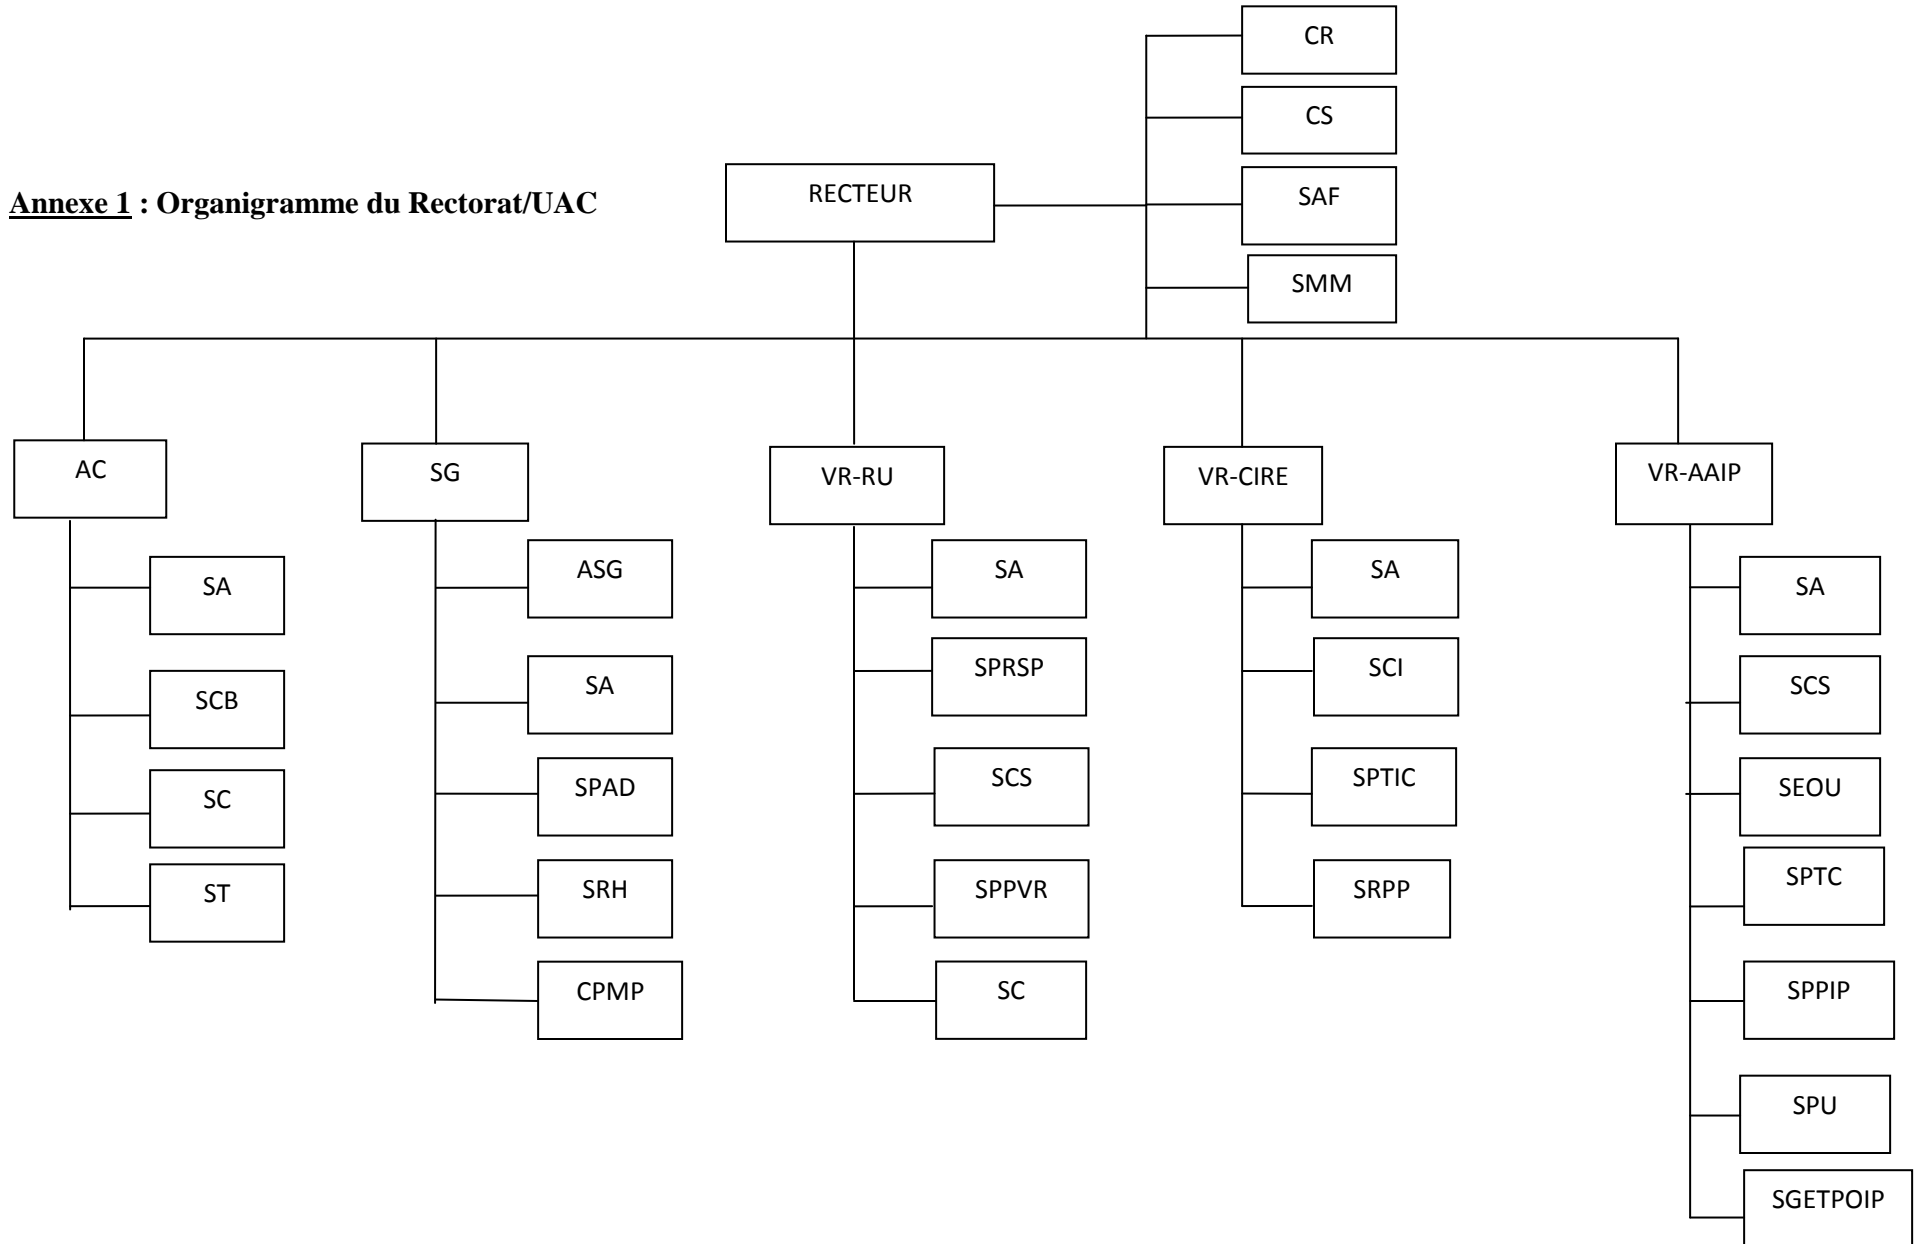 CR
CS
Annexe 1 : Organigramme du Rectorat/UAC
RECTEUR
SAF
SMM
AC
SG
VR-RU
VR-CIRE
VR-AAIP
SA
SCB
SC
ST
ASG
SA
SPAD
SRH
CPMP
SA
SPRSP
SCS
SPPVR
SC
SA
SCI
SPTIC
SRPP
SA
SCS
SEOU
SPTC
SPPIP
SPU
SGETPOIP